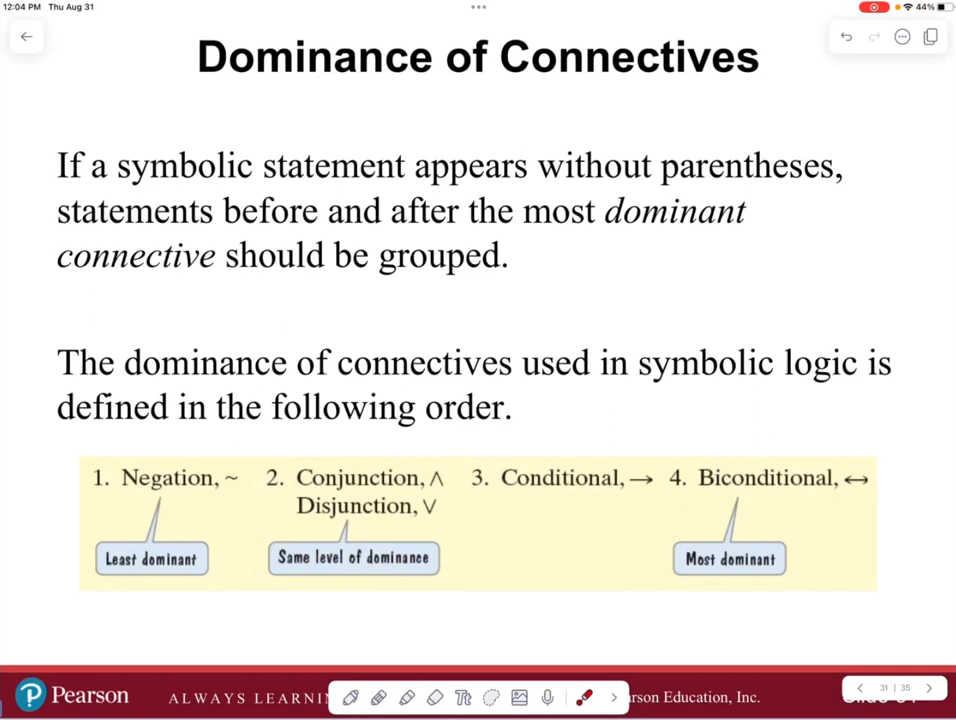 12:04 PM Thu Aug 31
44%
Dominance of Connectives
If a symbolic statement appears without parentheses,
statements before and after the most dominant
connective should be grouped.
The dominance of connectives used in symbolic logic is
defined in the following order.
1. Negation, ~ 2. Conjunction, ∧ 3. Conditional, → 4. Biconditional, ↔
Disjunction, ∨
Least dominant Same level of dominance Most dominant
Pearson ALWAYS LEARNIN Tt rson Education, Inc. 31 | 35